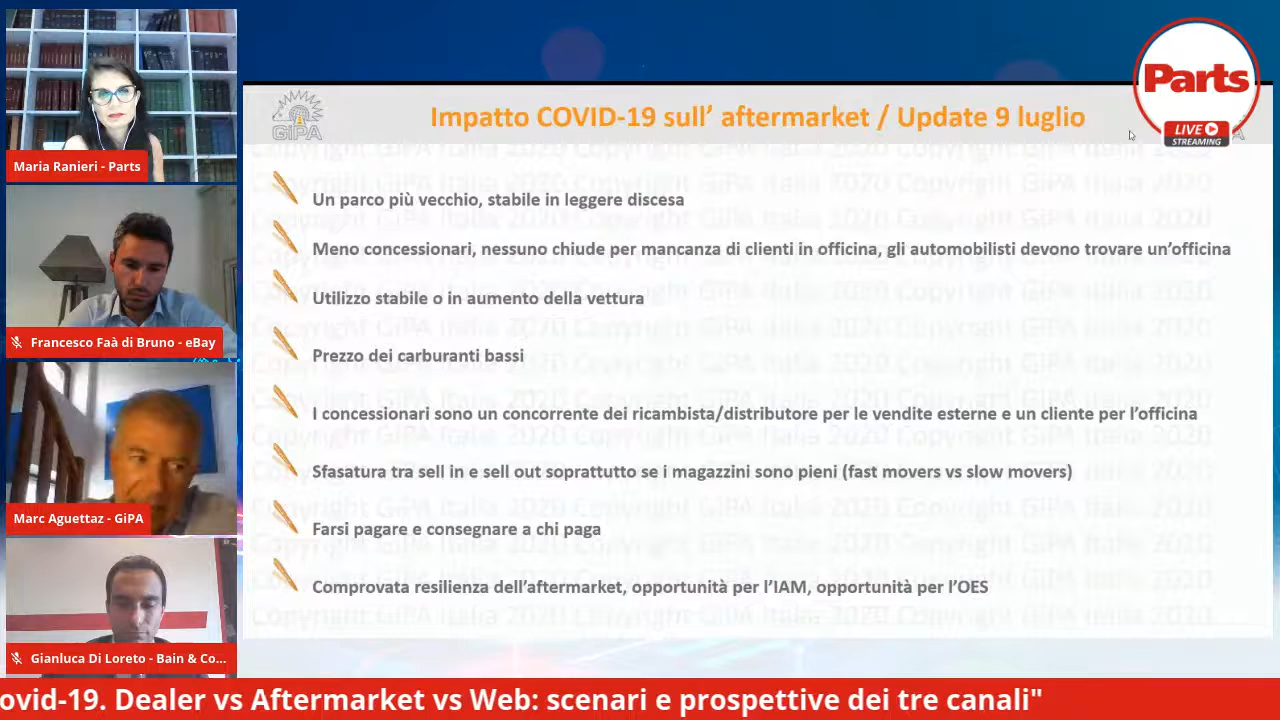 Parts
LIVE
STREAMING
GiPA
Impatto COVID-19 sull’ aftermarket / Update 9 luglio
Un parco più vecchio, stabile in leggere discesa
Meno concessionari, nessuno chiude per mancanza di clienti in officina, gli automobilisti devono trovare un’officina
Utilizzo stabile o in aumento della vettura
Prezzo dei carburanti bassi
I concessionari sono un concorrente dei ricambista/distributore per le vendite esterne e un cliente per l’officina
Sfasatura tra sell in e sell out soprattutto se i magazzini sono pieni (fast movers vs slow movers)
Farsi pagare e consegnare a chi paga
Comprovata resilienza dell’aftermarket, opportunità per l’IAM, opportunità per l’OES
Maria Ranieri - Parts
Francesco Faà di Bruno - eBay
Marc Aguettaz - GiPA
Gianluca Di Loreto - Bain & Co...
ovid-19. Dealer vs Aftermarket vs Web: scenari e prospettive dei tre canali"